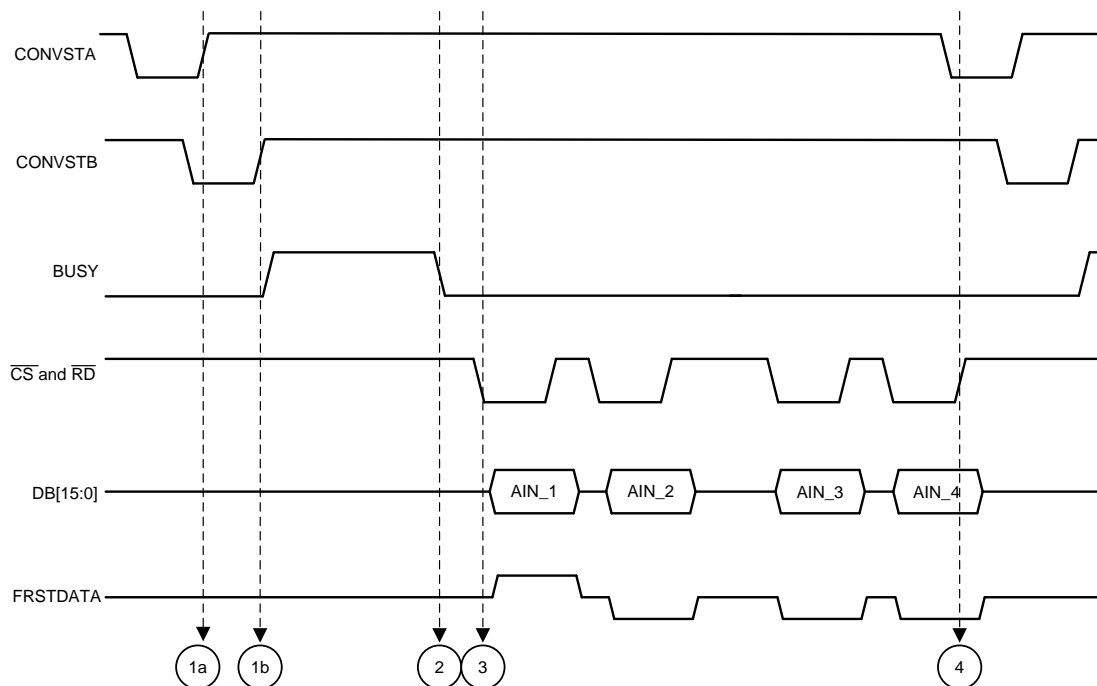 CONVSTA
CONVSTB
BUSY
CS and RD
DB[15:0]
AIN_1
AIN_2
AIN_3
AIN_4
FRSTDATA
1a
1b
2
3
4